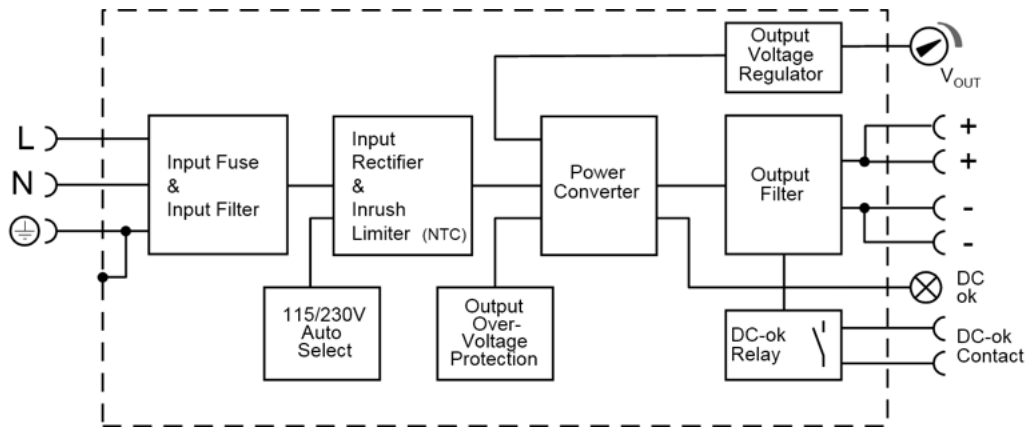 Output
Voltage
Regulator
VOUT
L
N
Input Fuse
&
Input Filter
Input
Rectifier
&
Inrush
Limiter (NTC)
Power
Converter
Output
Filter
+
+
-
-
115/230V
Auto
Select
Output
Over-
Voltage
Protection
DC-ok
Relay
DC
ok
DC-ok
Contact